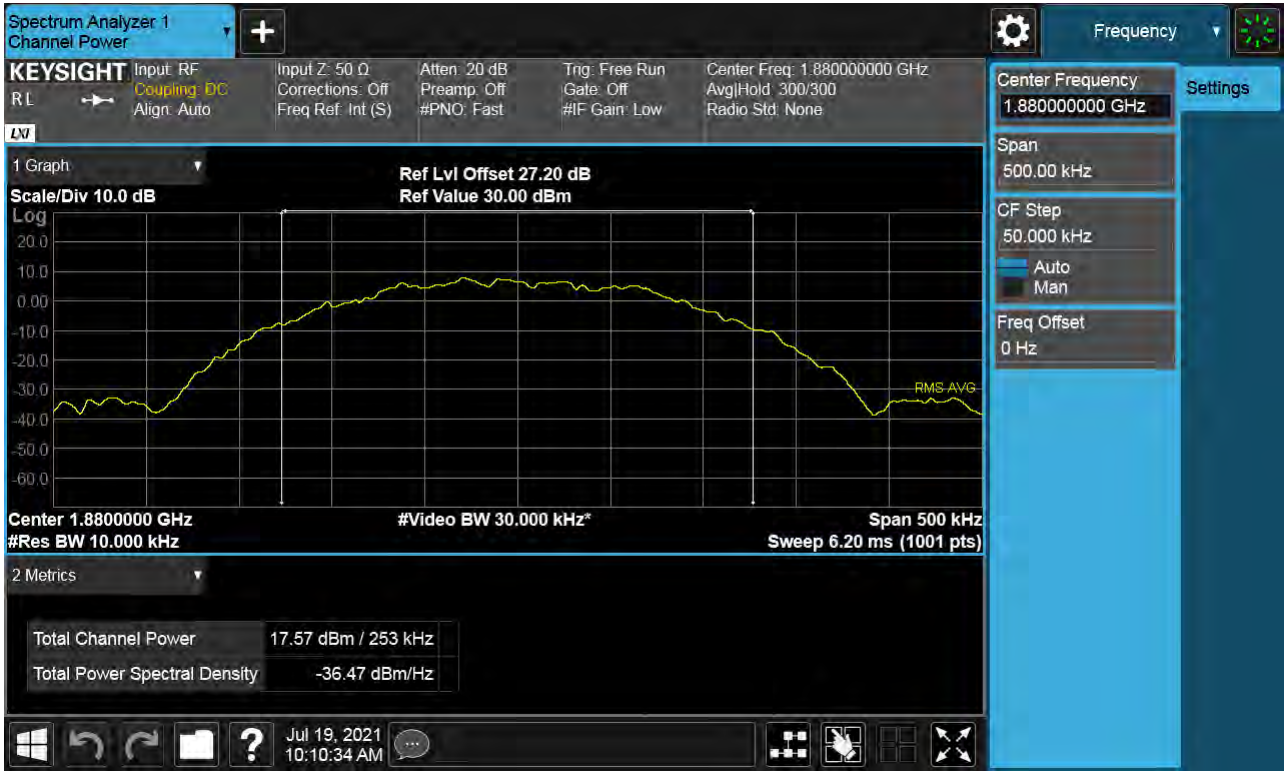 Spectrum Analyzer 1
Channel Power
+
Frequency
KEYSIGHT
RL
LXI
Input: RF
Coupling: DC
Align: Auto
Input Z: 50 Ω
Corrections: Off
Freq Ref: Int (S)
Atten: 20 dB
Preamp: Off
#PNO: Fast
Trig: Free Run
Gate: Off
#IF Gain: Low
Center Freq: 1.880000000 GHz
Avg|Hold: 300/300
Radio Std: None
Center Frequency
1.880000000 GHz
Settings
Span
500.00 kHz
CF Step
50.000 kHz
Auto
Man
Freq Offset
0 Hz
1 Graph
Scale/Div 10.0 dB
Ref Lvl Offset 27.20 dB
Ref Value 30.00 dBm
Log
20.0
10.0
0.00
-10.0
-20.0
-30.0
-40.0
-50.0
-60.0
RMS AVG
Center 1.8800000 GHz
#Video BW 30.000 kHz*
Span 500 kHz
#Res BW 10.000 kHz
Sweep 6.20 ms (1001 pts)
2 Metrics
Total Channel Power 17.57 dBm / 253 kHz
Total Power Spectral Density -36.47 dBm/Hz
?
Jul 19, 2021
10:10:34 AM